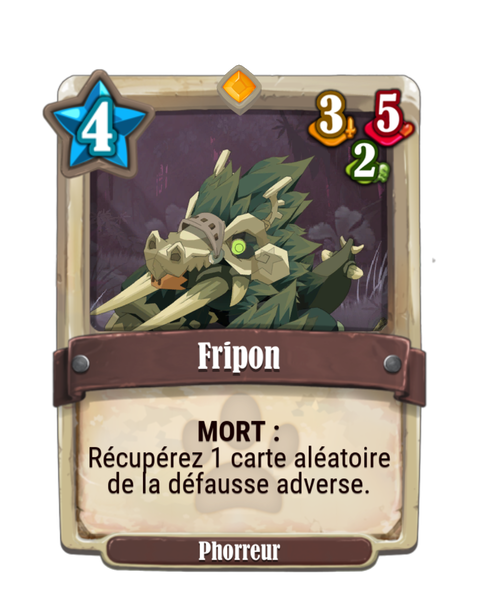 4
3 5
2
Fripon
MORT :
Récupérez 1 carte aléatoire
de la défausse adverse.
Phorreur